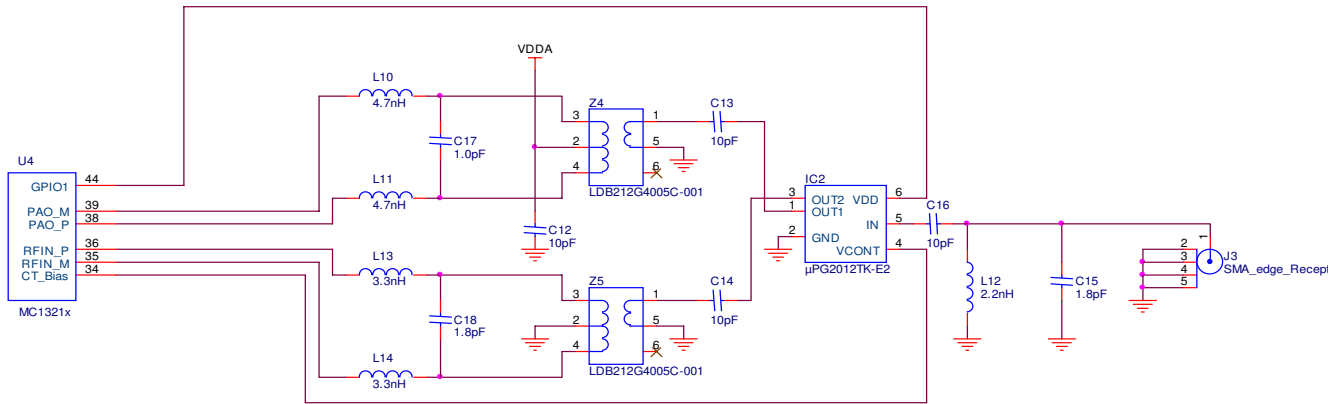 VDDA
L10
4.7nH
Z4
C13
10pF
3
1
2
5
4
6
C17
1.0pF
LDB212G4005C-001
U4
GPIO1
44
PAO_M
39
PAO_P
38
RFIN_P
36
RFIN_M
35
CT_Bias
34
MC1321x
L11
4.7nH
C12
10pF
IC2
3
OUT2
VDD
6
1
OUT1
IN
5
2
GND
VCONT
4
µPG2012TK-E2
C16
10pF
L12
2.2nH
C15
1.8pF
1
2
3
4
5
J3
SMA_edge_Recept
L13
3.3nH
Z5
C14
10pF
3
1
2
5
4
6
C18
1.8pF
LDB212G4005C-001
L14
3.3nH